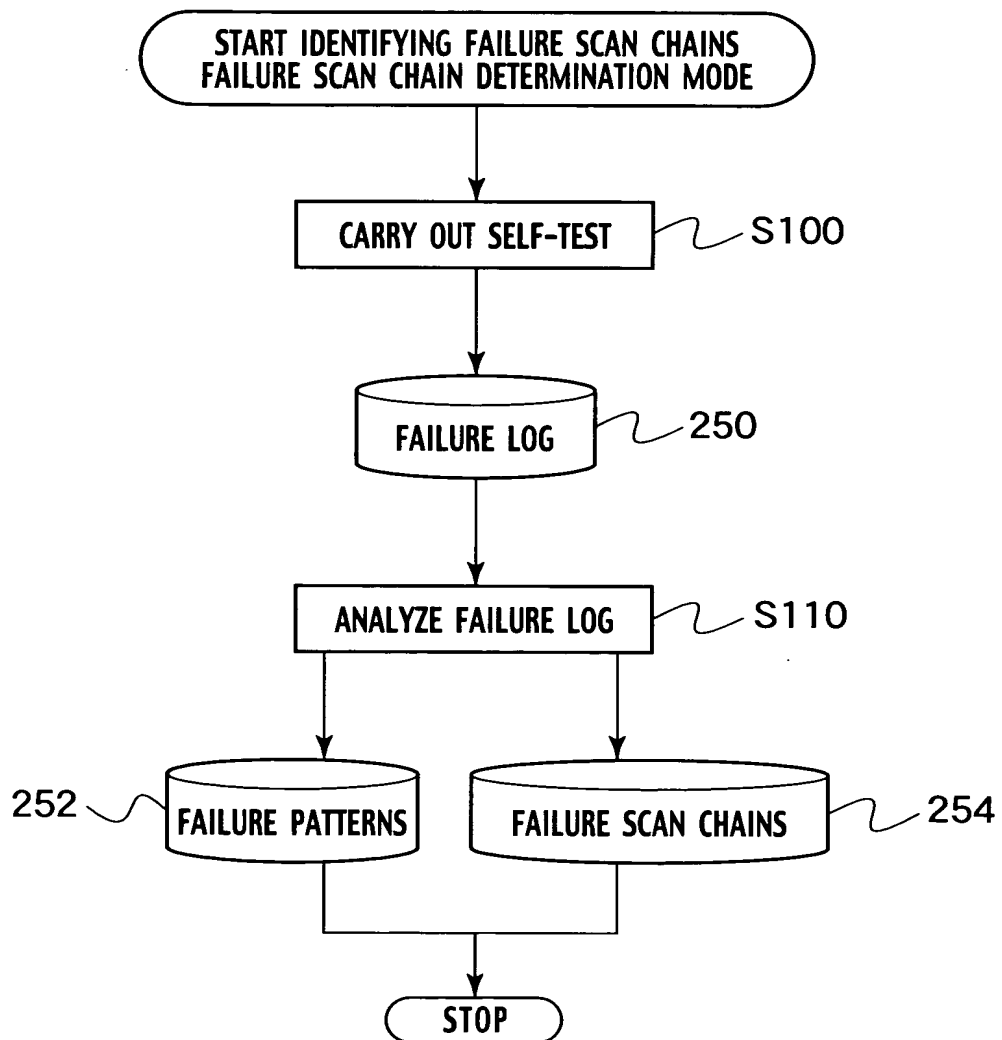 START IDENTIFYING FAILURE SCAN CHAINS
FAILURE SCAN CHAIN DETERMINATION MODE
CARRY OUT SELF-TEST
S100
FAILURE LOG
250
ANALYZE FAILURE LOG
S110
252
FAILURE PATTERNS
FAILURE SCAN CHAINS
254
STOP